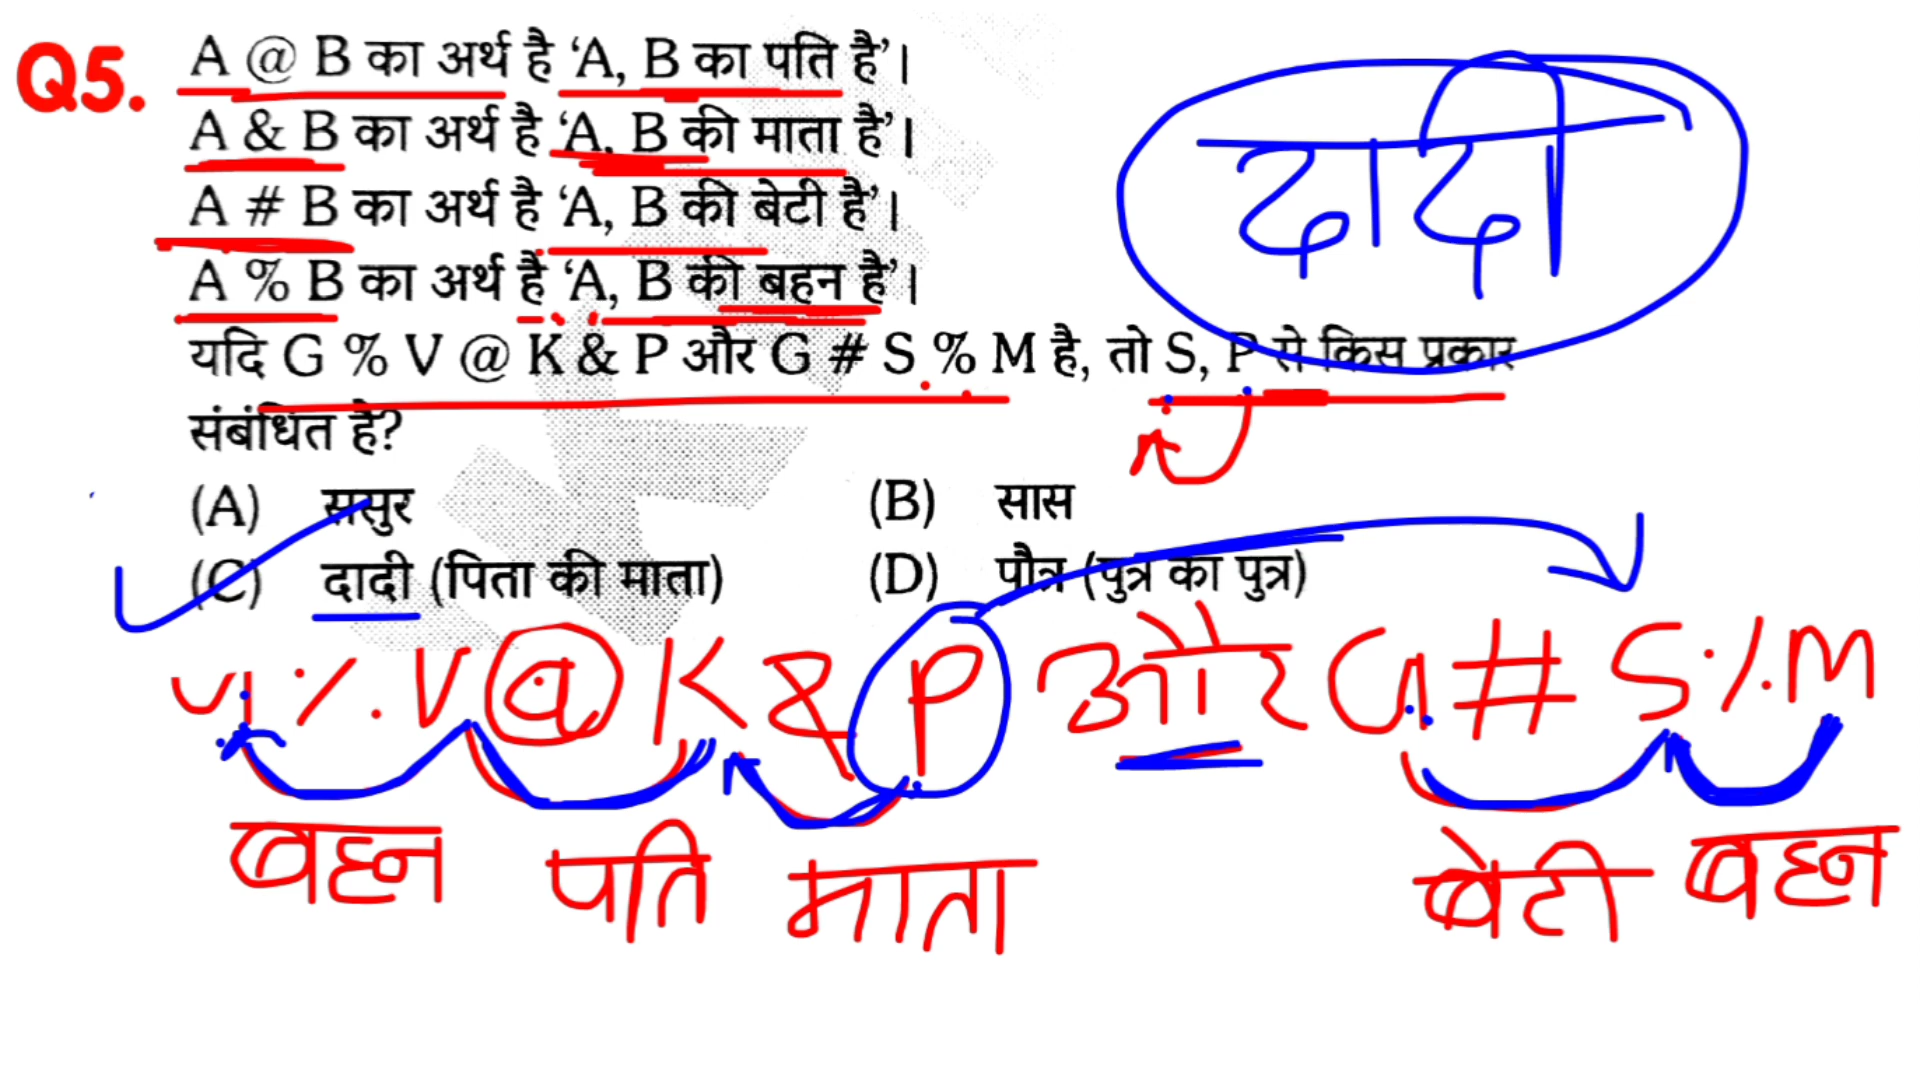 Q5. A @ B का अर्थ है ‘A, B का पति है’।
A & B का अर्थ है ‘A, B की माता है’।
A # B का अर्थ है ‘A, B की बेटी है’।
A % B का अर्थ है ‘A, B की बहन है’।
यदि G % V @ K & P और G # S % M है, तो S, P से किस प्रकार
संबंधित है?
दादी
(A) ससुर (B) सास
(C) दादी (पिता की माता) (D) पौत्र (पुत्र का पुत्र)
G % V @ K & P और G # S % M
बहन पति माता बेटी बहन